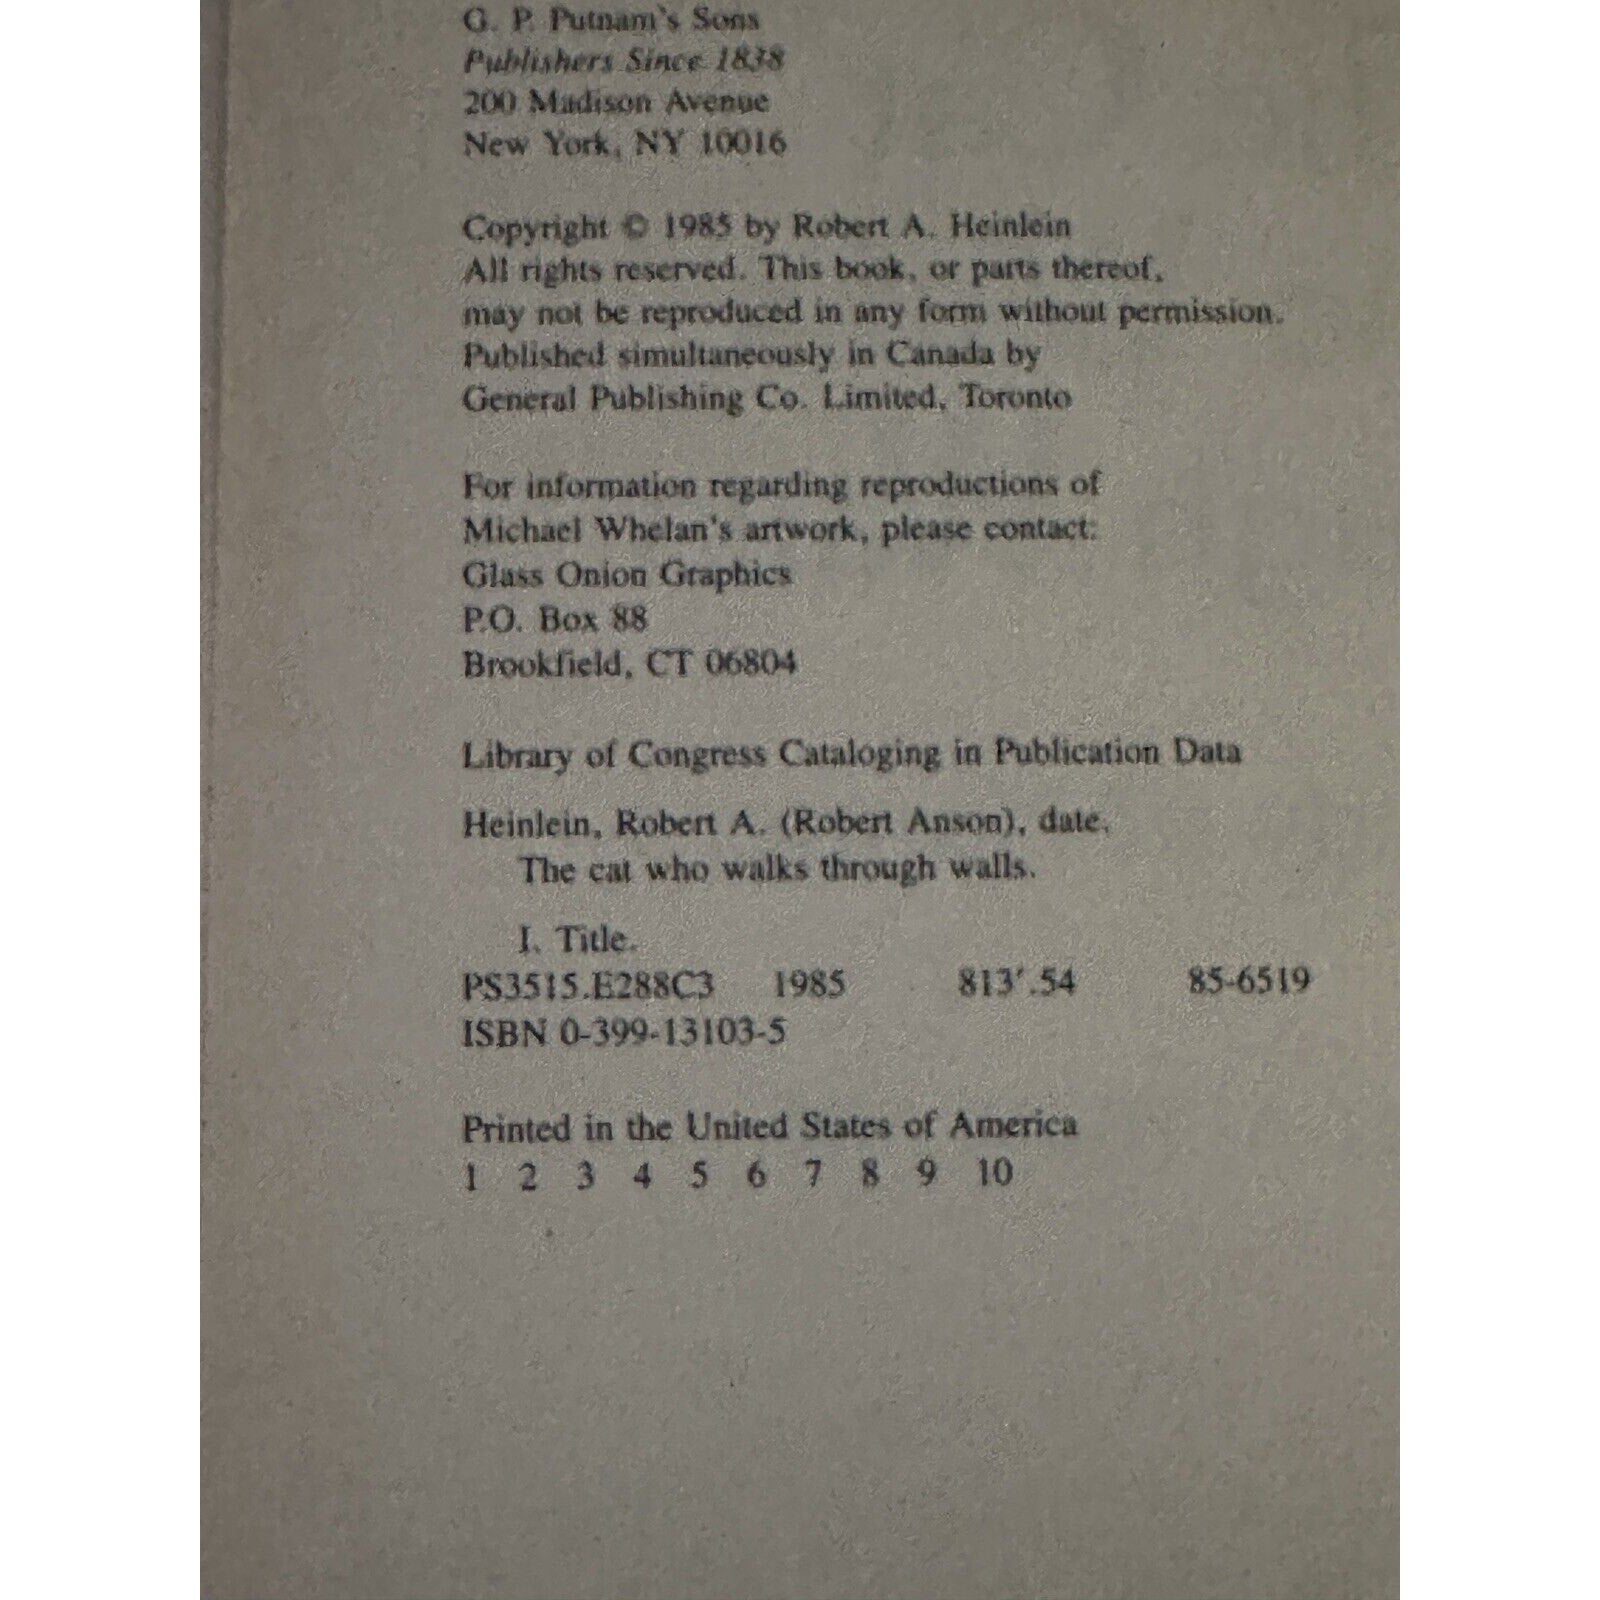 G. P. Putnam's Sons
Publishers Since 1838
200 Madison Avenue
New York, NY 10016
Copyright © 1985 by Robert A. Heinlein
All rights reserved. This book, or parts thereof,
may not be reproduced in any form without permission.
Published simultaneously in Canada by
General Publishing Co. Limited, Toronto
For information regarding reproductions of
Michael Whelan's artwork, please contact:
Glass Onion Graphics
P.O. Box 88
Brookfield, CT 06804
Library of Congress Cataloging in Publication Data
Heinlein, Robert A. (Robert Anson), date.
The cat who walks through walls.
I. Title.
PS3515.E288C3 1985 813'.54 85-6519
ISBN 0-399-13103-5
Printed in the United States of America
1 2 3 4 5 6 7 8 9 10